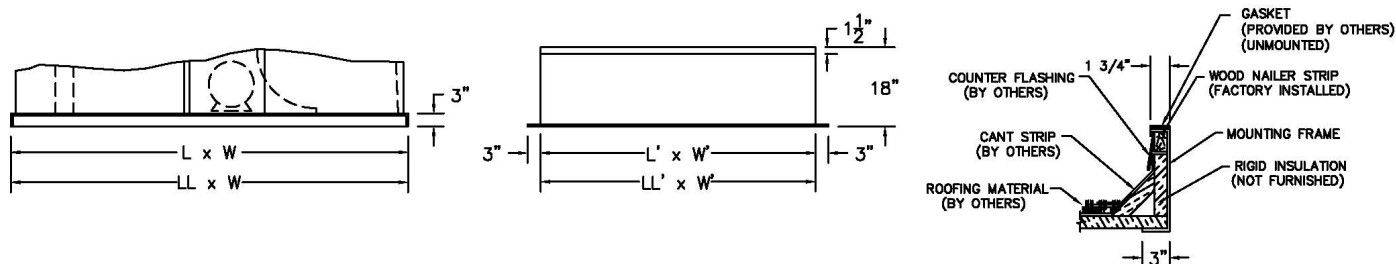 3"
L x W
LL x W
1 1/2"
18"
3"
3"
L' x W'
LL' x W'
GASKET
(PROVIDED BY OTHERS)
(UNMOUNTED)
1 3/4"
COUNTER FLASHING
(BY OTHERS)
WOOD NAILER STRIP
(FACTORY INSTALLED)
CANT STRIP
(BY OTHERS)
MOUNTING FRAME
RIGID INSULATION
(NOT FURNISHED)
ROOFING MATERIAL
(BY OTHERS)
3"